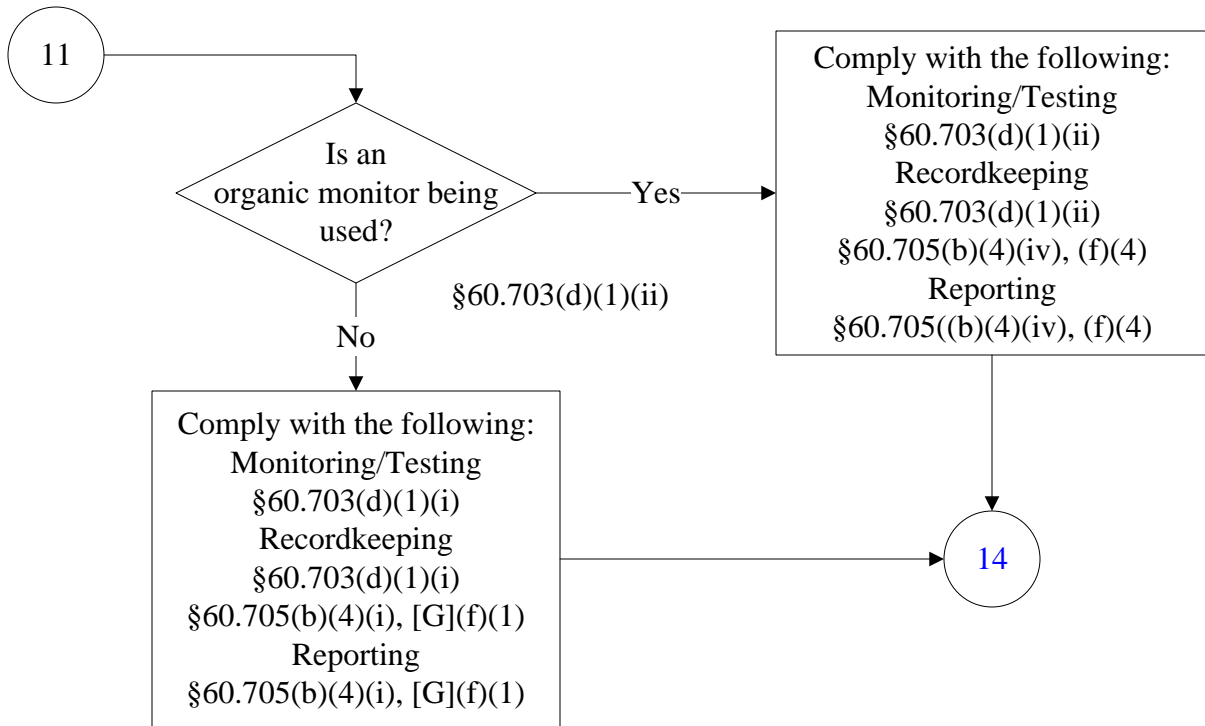 11
Is an
organic monitor being
used?
Yes
§60.703(d)(1)(ii)
No
Comply with the following:
Monitoring/Testing
§60.703(d)(1)(ii)
Recordkeeping
§60.703(d)(1)(ii)
§60.705(b)(4)(iv), (f)(4)
Reporting
§60.705((b)(4)(iv), (f)(4)
Comply with the following:
Monitoring/Testing
§60.703(d)(1)(i)
Recordkeeping
§60.703(d)(1)(i)
§60.705(b)(4)(i), [G](f)(1)
Reporting
§60.705(b)(4)(i), [G](f)(1)
14